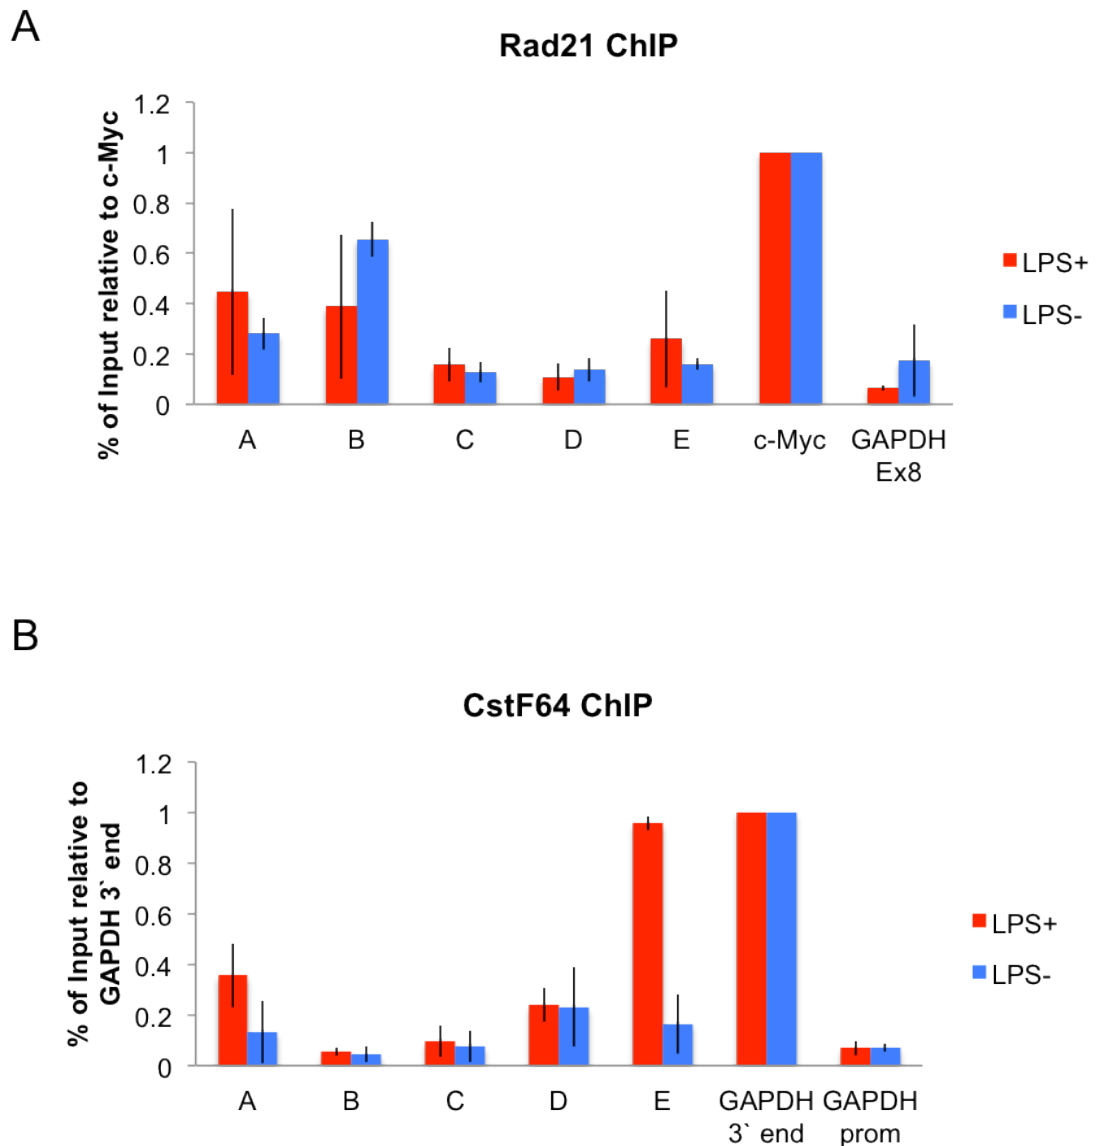 A
Rad21 ChIP
% of Input relative to c-Myc
1.2
1
0.8
0.6
0.4
0.2
0
A B C D E c-Myc GAPDH
Ex8
LPS+
LPS-
B
CstF64 ChIP
% of Input relative to
GAPDH 3` end
1.2
1
0.8
0.6
0.4
0.2
0
A B C D E GAPDH GAPDH
3` end prom
LPS+
LPS-